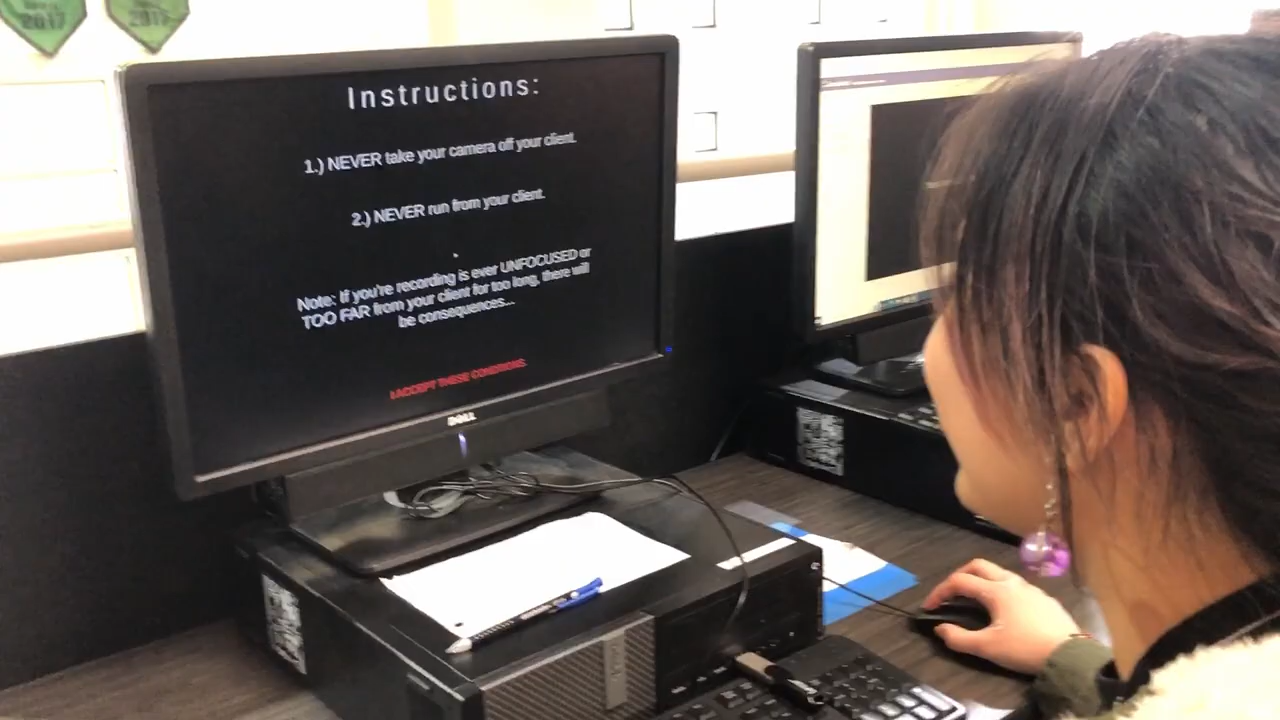 2017
2017
Instructions:
1.) NEVER take your camera off your client.
2.) NEVER run from your client.
Note: If you're recording is ever UNFOCUSED or
TOO FAR from your client for too long, there will
be consequences...
I ACCEPT THESE CONDITIONS.
DELL